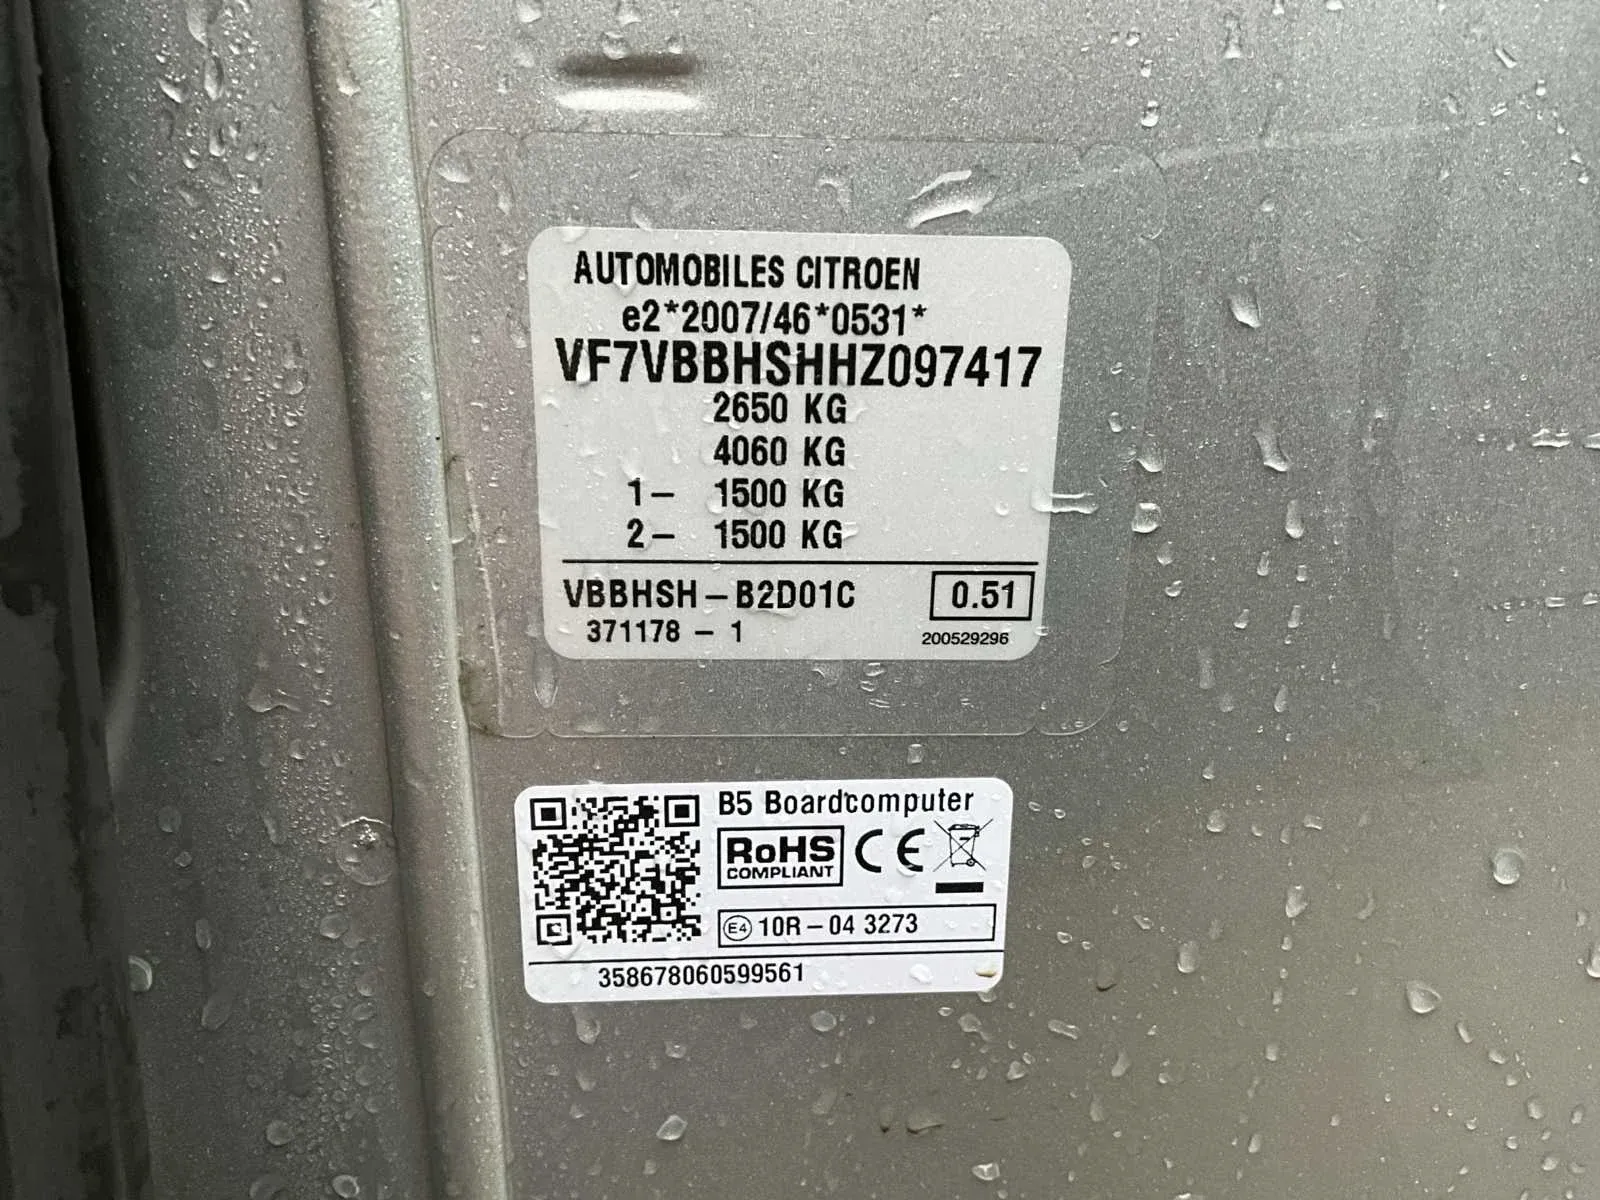 AUTOMOBILES CITROEN
e2*2007/46*0531*
VF7VBBHSHHZ097417
2650 KG
4060 KG
1– 1500 KG
2– 1500 KG
VBBHSH – B2D01C 0.51
371178 – 1 200529296
B5 Boardcomputer
RoHS
COMPLIANT
CE
E4 10R – 04 3273
358678060599561